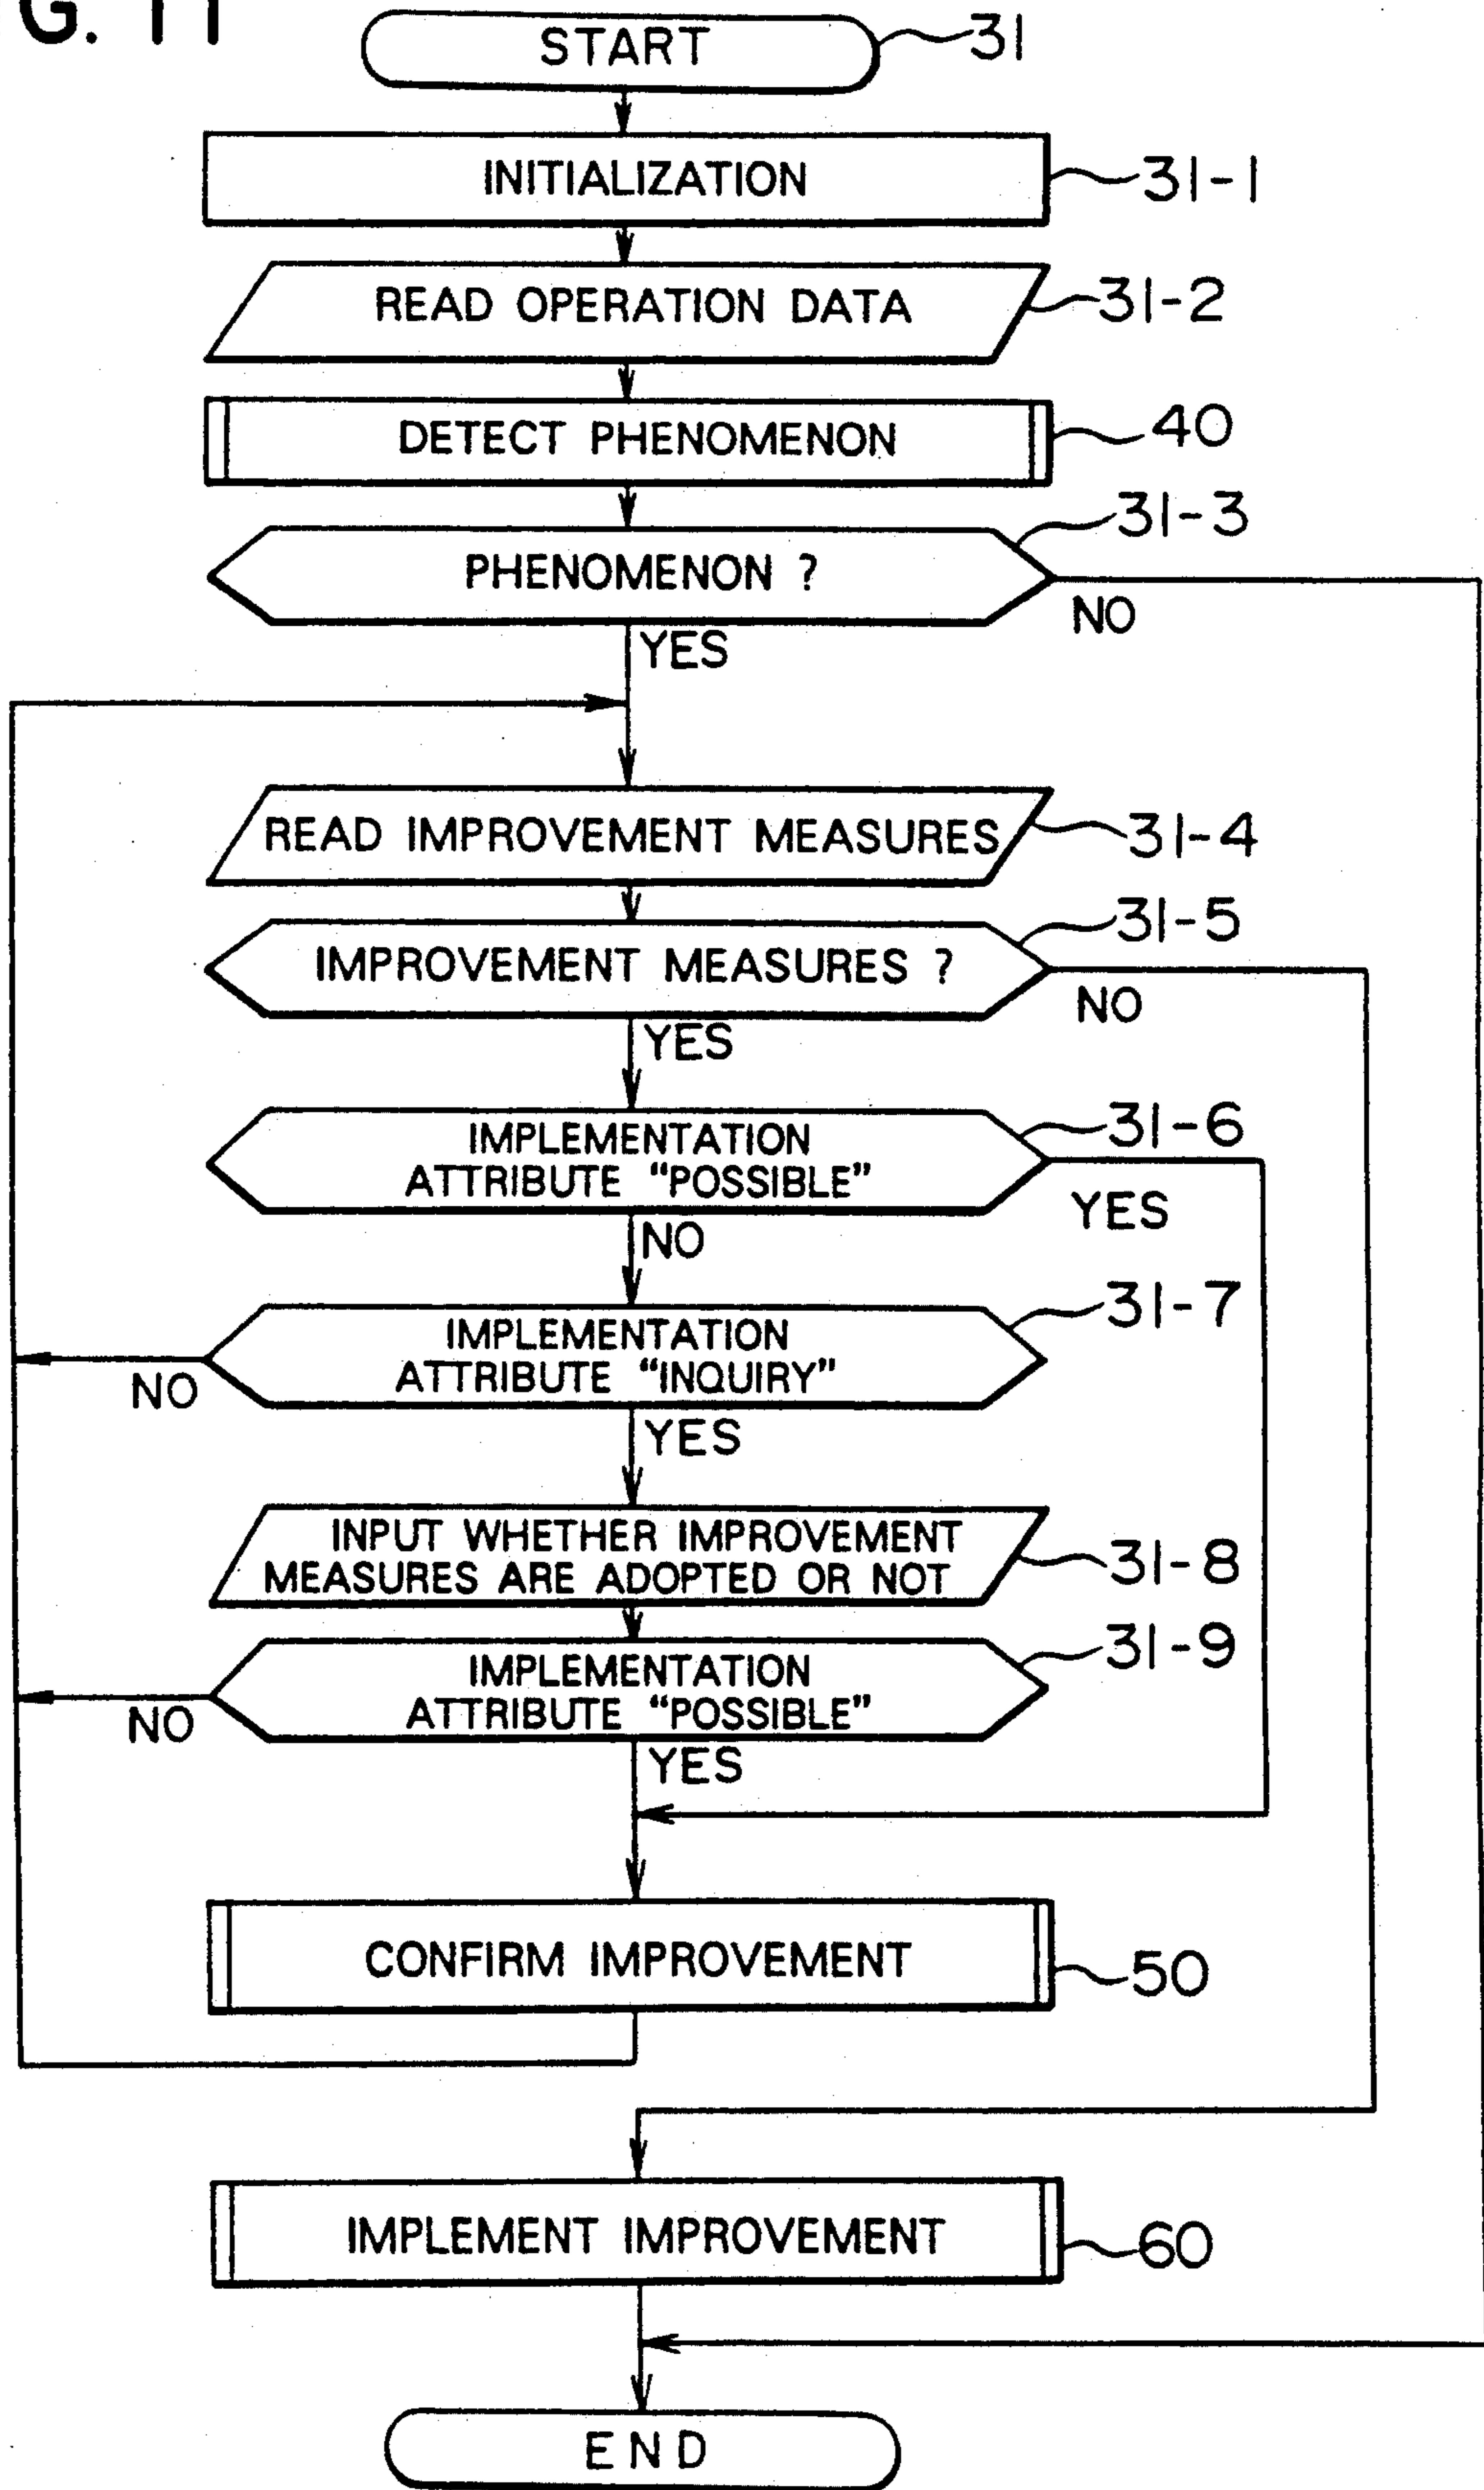 G. 11
START
31
INITIALIZATION
31-1
READ OPERATION DATA
31-2
DETECT PHENOMENON
40
PHENOMENON ?
31-3
NO
YES
READ IMPROVEMENT MEASURES
31-4
IMPROVEMENT MEASURES ?
31-5
NO
YES
IMPLEMENTATION
ATTRIBUTE “POSSIBLE”
31-6
YES
NO
IMPLEMENTATION
ATTRIBUTE “INQUIRY”
31-7
NO
YES
INPUT WHETHER IMPROVEMENT
MEASURES ARE ADOPTED OR NOT
31-8
IMPLEMENTATION
ATTRIBUTE “POSSIBLE”
31-9
NO
YES
CONFIRM IMPROVEMENT
50
IMPLEMENT IMPROVEMENT
60
END